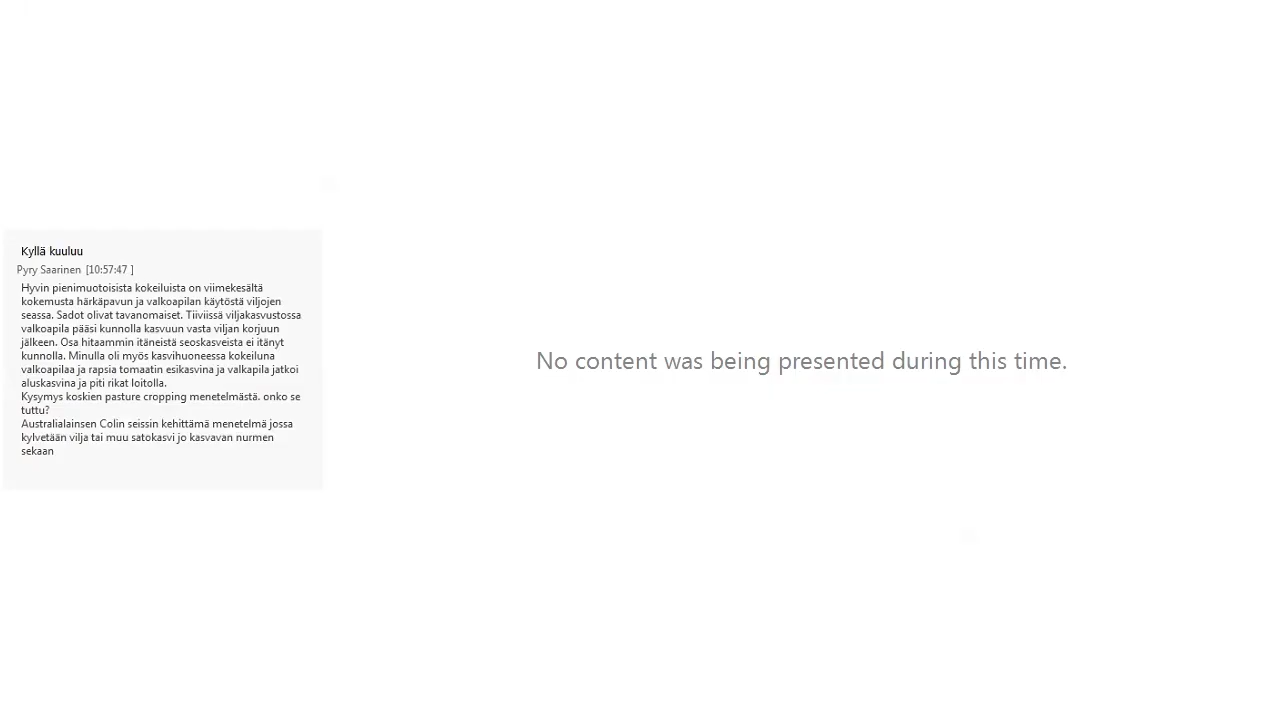 Kyllä kuuluu
Pyry Saarinen [10:57:47 ]
Hyvin pienimuotoisista kokeiluista on viimekesältä
kokemusta härkäpavun ja valkoapilan käytöstä viljojen
seassa. Sadot olivat tavanomaiset. Tiiviissä viljakasvustossa
valkoapila pääsi kunnolla kasvuun vasta viljan korjuun
jälkeen. Osa hitaammin itäneistä seoskasveista ei itänyt
kunnolla. Minulla oli myös kasvihuoneessa kokeiluna
valkoapilaa ja rapsia tomaatin esikasvina ja valkapila jatkoi
aluskasvina ja piti rikat loitolla.
Kysymys koskien pasture cropping menetelmästä. onko se
tuttu?
Australialainsen Colin seissin kehittämä menetelmä jossa
kylvetään vilja tai muu satokasvi jo kasvavan nurmen
sekaan
No content was being presented during this time.